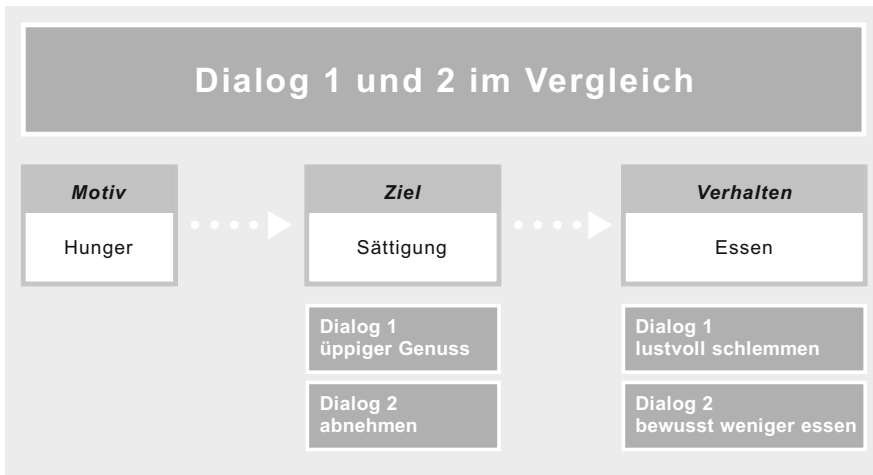 Dialog 1 und 2 im Vergleich
Motiv
Hunger
Ziel
Sättigung
Verhalten
Essen
Dialog 1
üppiger Genuss
Dialog 2
abnehmen
Dialog 1
lustvoll schlemmen
Dialog 2
bewusst weniger essen